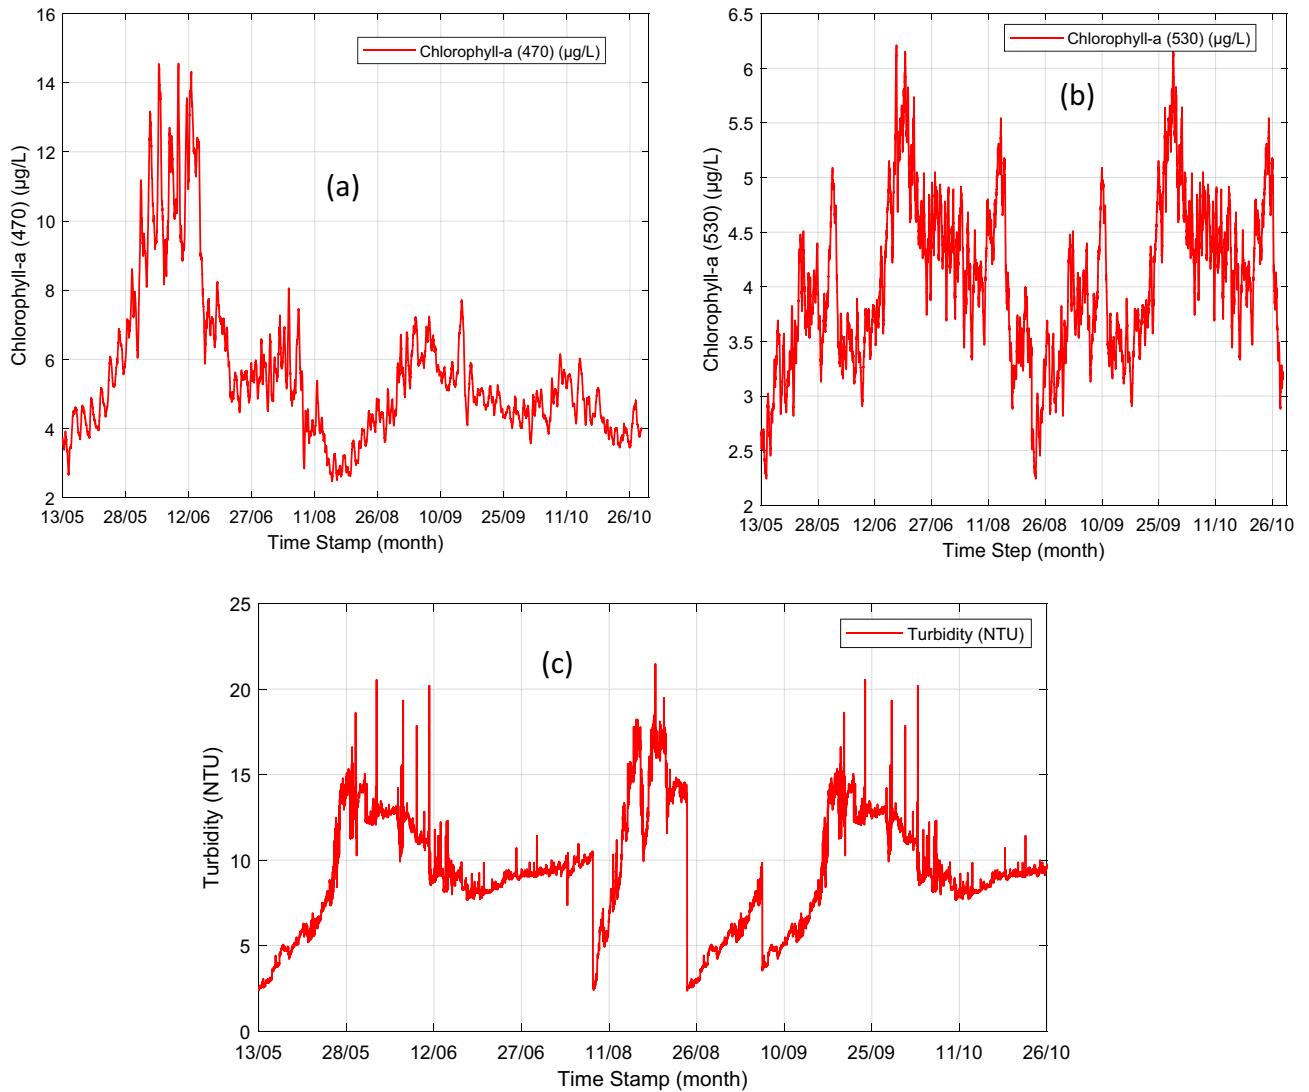 16
14
12
10
8
6
4
2
Chlorophyll-a (470) (µg/L)
Chlorophyll-a (470) (µg/L)
(a)
13/05 28/05 12/06 27/06 11/08 26/08 10/09 25/09 11/10 26/10
Time Stamp (month)
6.5
6
5.5
5
4.5
4
3.5
3
2.5
2
Chlorophyll-a (530) (µg/L)
Chlorophyll-a (530) (µg/L)
(b)
13/05 28/05 12/06 27/06 11/08 26/08 10/09 25/09 11/10 26/10
Time Step (month)
25
20
15
10
5
0
Turbidity (NTU)
Turbidity (NTU)
(c)
13/05 28/05 12/06 27/06 11/08 26/08 10/09 25/09 11/10 26/10
Time Stamp (month)